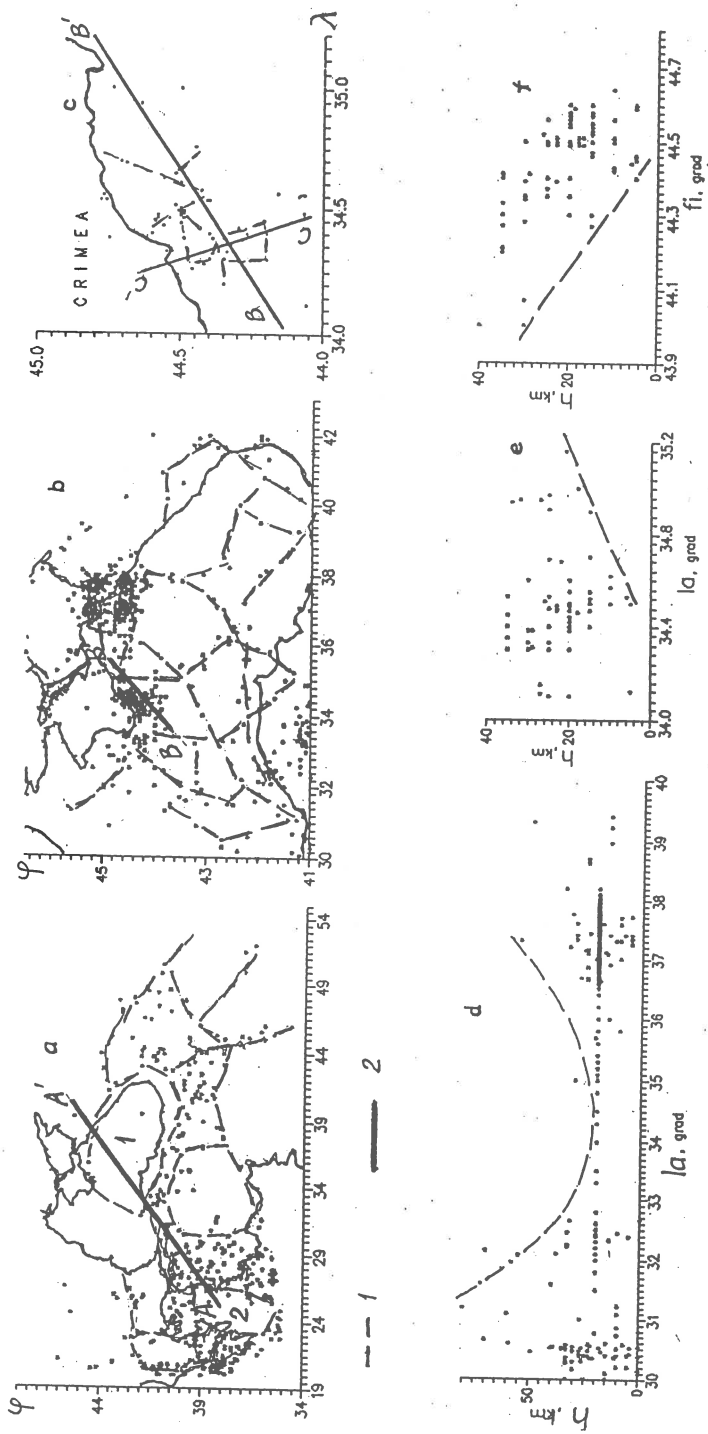 φ
a
A'
44
39
34
1
A
2
19 24 29 34 39 44 49 54
φ
b
45
43
41
B
30 32 34 36 38 40 42
45.0
44.5
44.0
CRIMEA
c
B'
B
C
C
34.0 34.5 35.0 λ
1
2
d
h, km
50
0
30 31 32 33 34 35 36 37 38 39 40
la, grad
e
h, km
40
20
0
34.0 34.4 34.8 35.2
la, grad
f
h, km
40
20
0
43.9 44.1 44.3 44.5 44.7
fi, grad